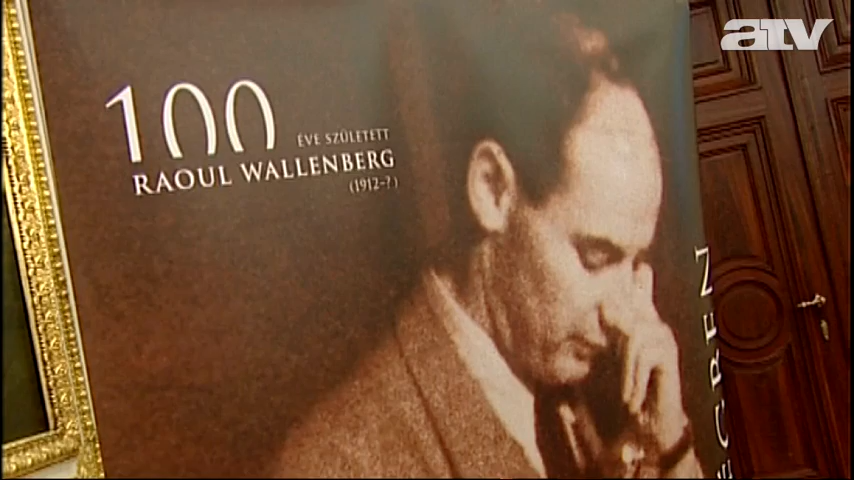 atv
100
ÉVE SZÜLETETT
RAOUL WALLENBERG
(1912-?)